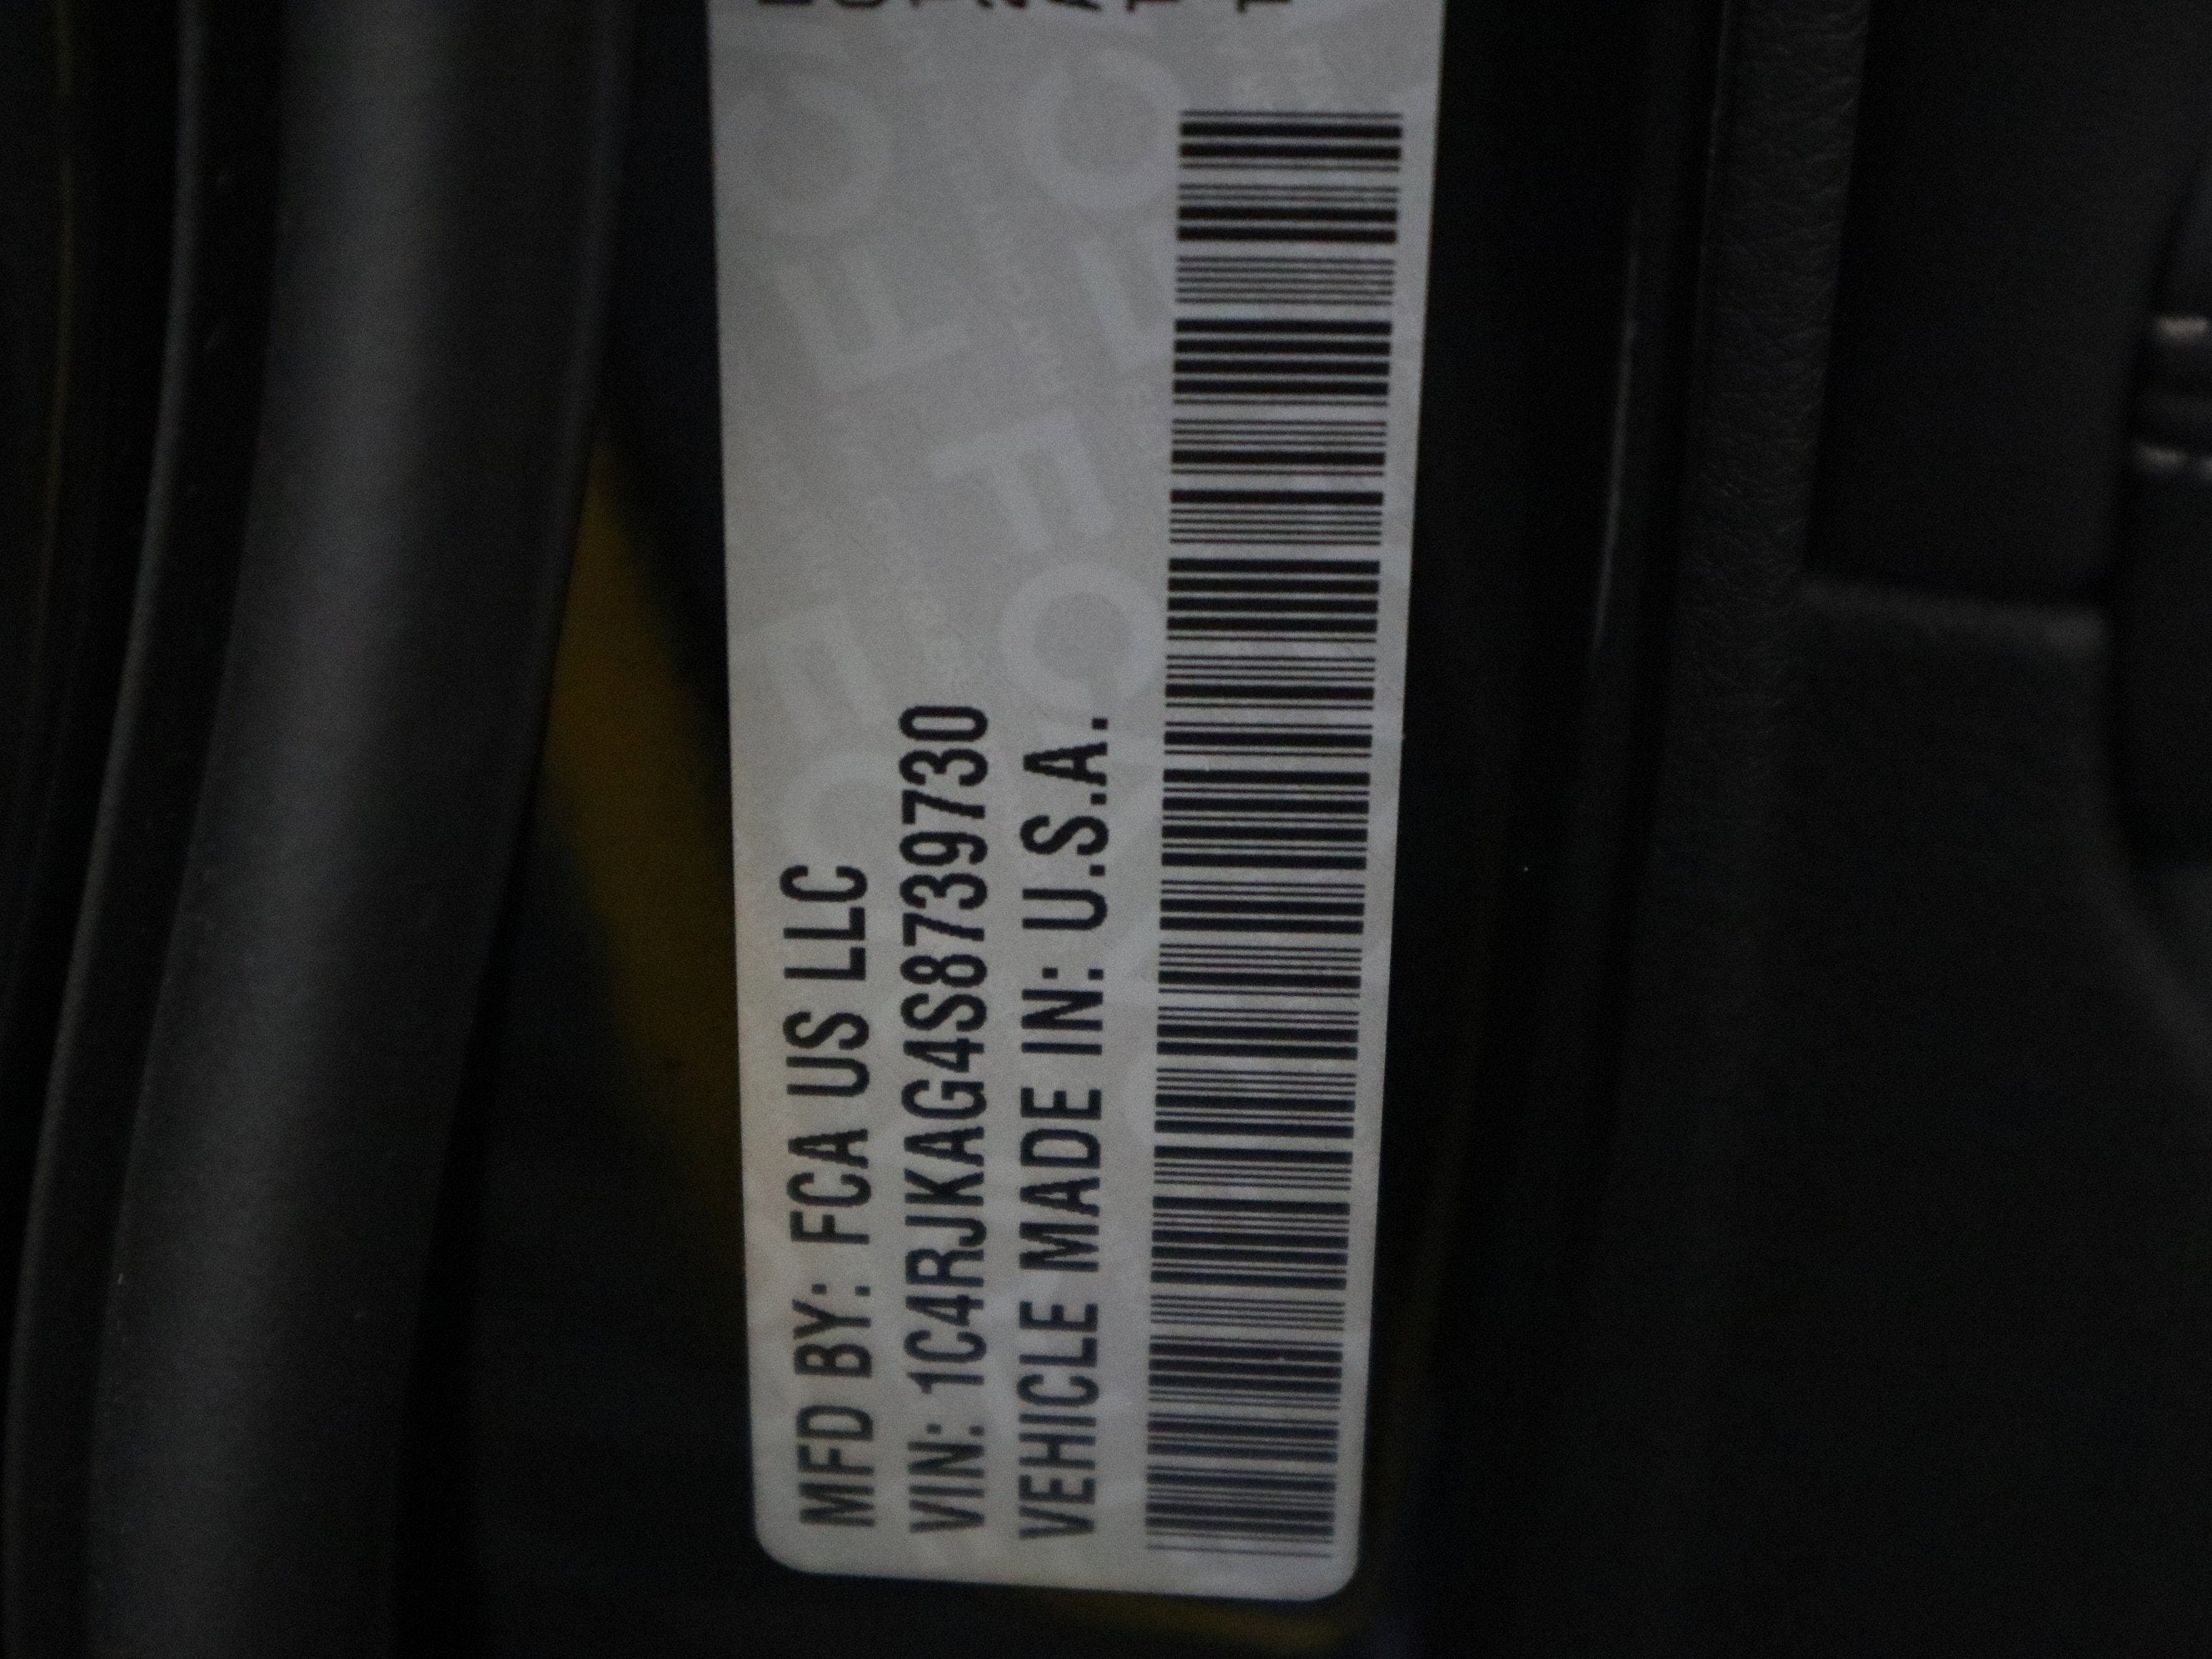 MFD BY: FCA US LLC
VIN: 1C4RJKAG4S8739730
VEHICLE MADE IN: U.S.A.